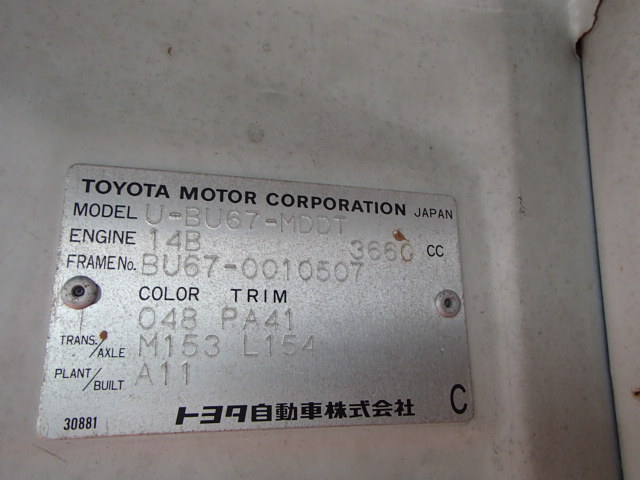 TOYOTA MOTOR CORPORATION JAPAN
MODEL U-BU67-MDDT
ENGINE 14B 3660 CC
FRAME No. BU67-0010507
COLOR TRIM
048 PA41
TRANS./AXLE M153 L154
PLANT/BUILT A11
30881 トヨタ自動車株式会社 C